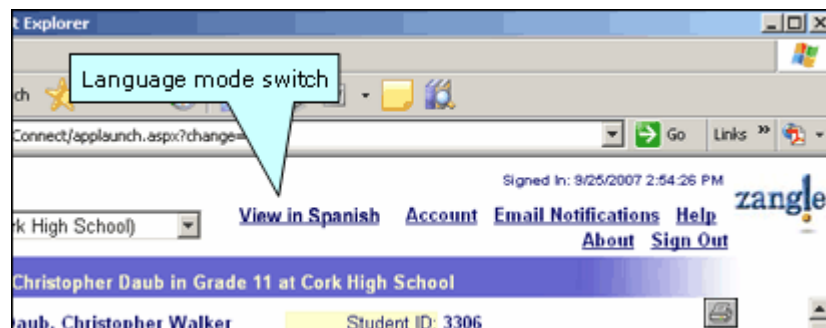 t Explorer
Language mode switch
ch
Connect/applaunch.aspx?change=
Go Links »
Signed In: 9/25/2007 2:54:26 PM
zangle
rk High School)
View in Spanish Account Email Notifications Help
About Sign Out
Christopher Daub in Grade 11 at Cork High School
Daub, Christopher Walker Student ID: 3306